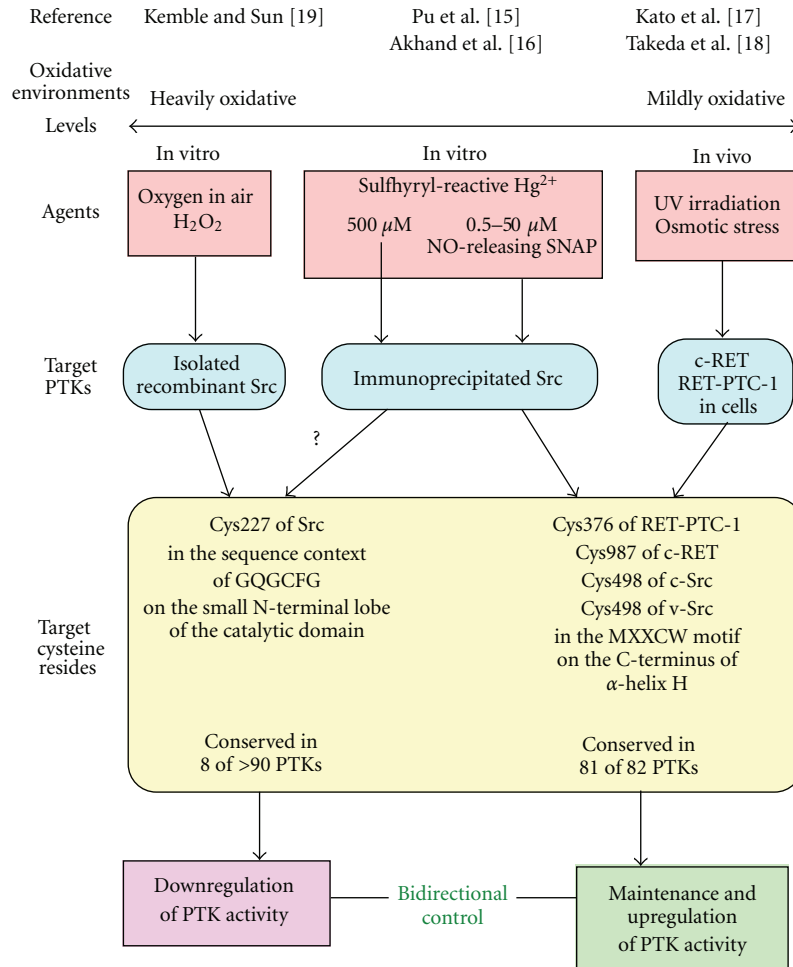 Reference
Kemble and Sun [19]
Pu et al. [15]
Akhand et al. [16]
Kato et al. [17]
Takeda et al. [18]
Oxidative
environments
Levels
Heavily oxidative
Mildly oxidative
In vitro
In vitro
In vivo
Agents
Oxygen in air
H₂O₂
Sulfhyryl-reactive Hg²⁺
500 μM
0.5–50 μM
NO-releasing SNAP
UV irradiation
Osmotic stress
Target
PTKs
Isolated
recombinant Src
Immunoprecipitated Src
c-RET
RET-PTC-1
in cells
?
Target
cysteine
resides
Cys227 of Src
in the sequence context
of GQGCFG
on the small N-terminal lobe
of the catalytic domain
Conserved in
8 of >90 PTKs
Cys376 of RET-PTC-1
Cys987 of c-RET
Cys498 of c-Src
Cys498 of v-Src
in the MXXCW motif
on the C-terminus of
α-helix H
Conserved in
81 of 82 PTKs
Downregulation
of PTK activity
Bidirectional
control
Maintenance and
upregulation
of PTK activity